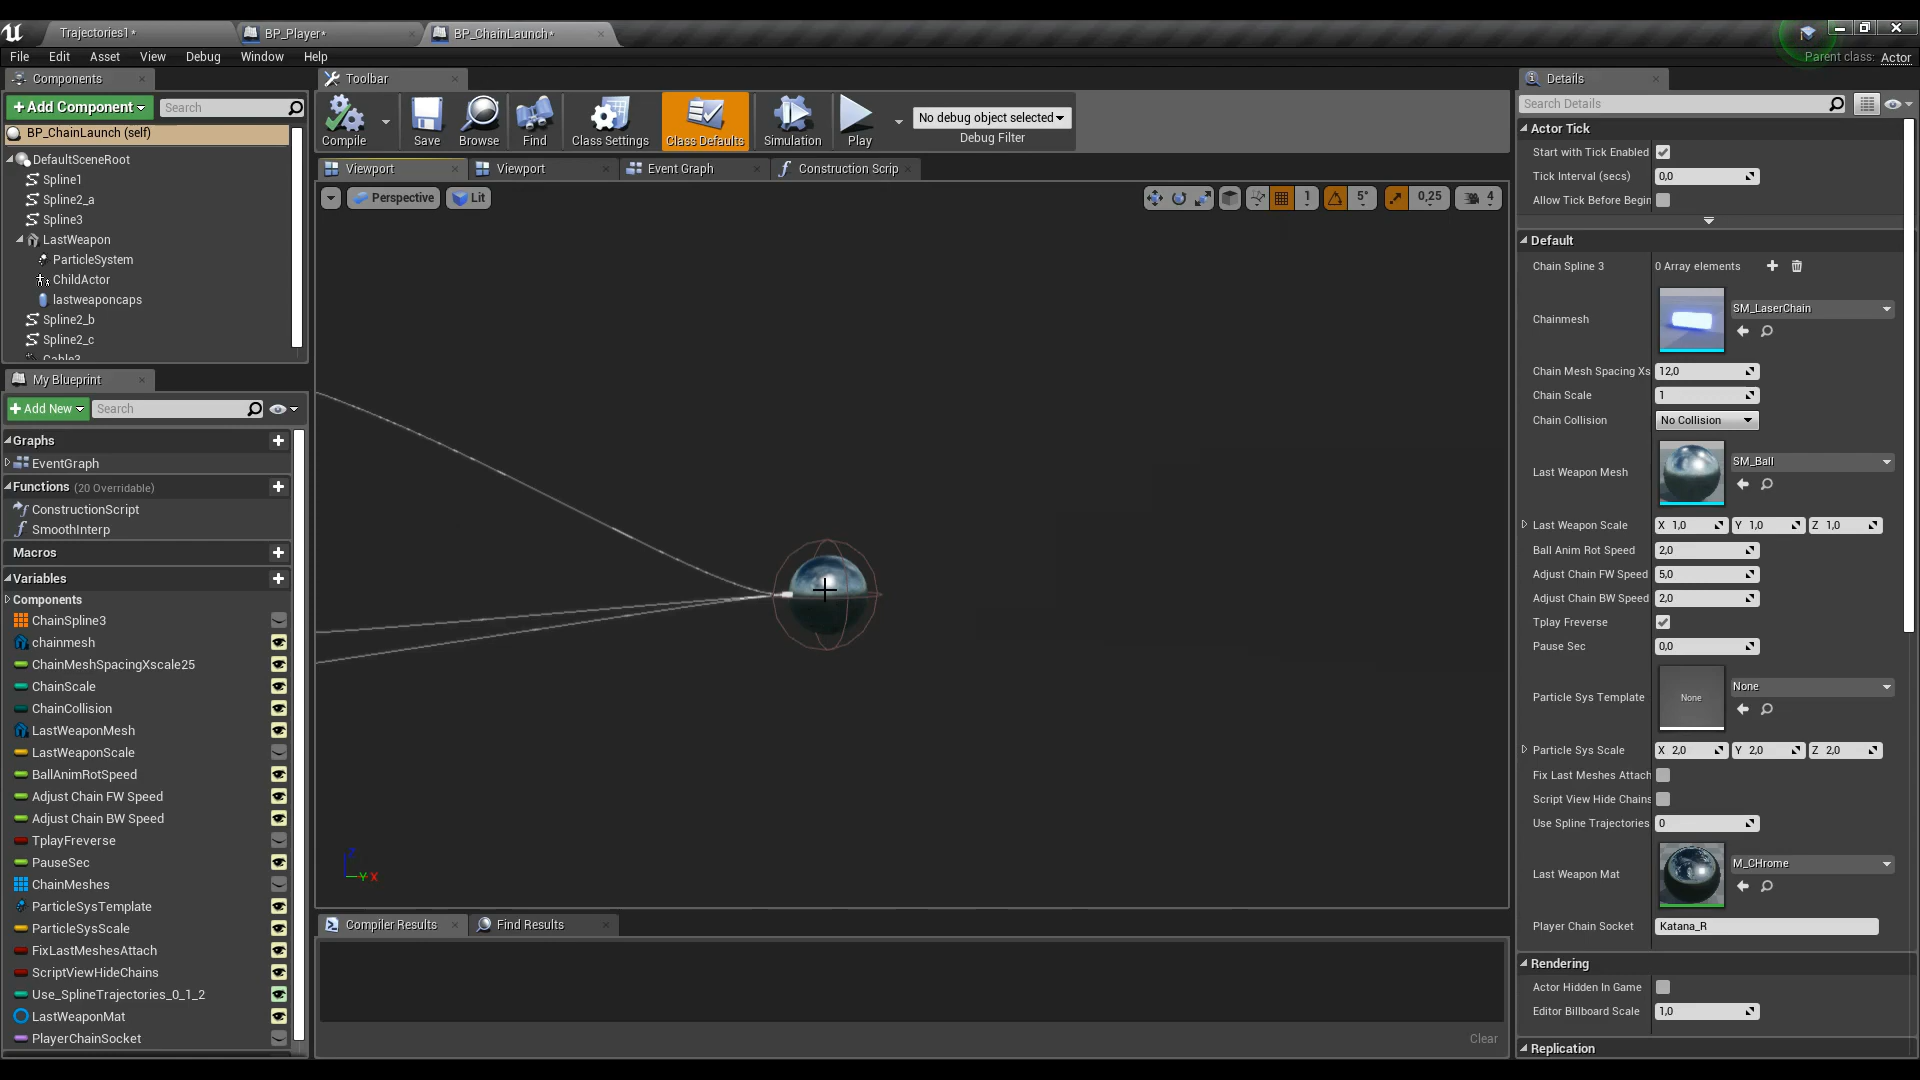 Trajectories1*
BP_Player*
BP_ChainLaunch*
File
Edit
Asset
View
Debug
Window
Help
Parent class: Actor
Components
Toolbar
Details
Add Component
Search
BP_ChainLaunch (self)
DefaultSceneRoot
Spline1
Spline2_a
Spline3
LastWeapon
ParticleSystem
ChildActor
lastweaponcaps
Spline2_b
Spline2_c
Cable3
Compile
Save
Browse
Find
Class Settings
Class Defaults
Simulation
Play
No debug object selected
Debug Filter
Viewport
Viewport
Event Graph
Construction Scrip
Perspective
Lit
1
5°
0,25
4
My Blueprint
Add New
Search
Graphs
EventGraph
Functions (20 Overridable)
ConstructionScript
SmoothInterp
Macros
Variables
Components
ChainSpline3
chainmesh
ChainMeshSpacingXscale25
ChainScale
ChainCollision
LastWeaponMesh
LastWeaponScale
BallAnimRotSpeed
Adjust Chain FW Speed
Adjust Chain BW Speed
TplayFreverse
PauseSec
ChainMeshes
ParticleSysTemplate
ParticleSysScale
FixLastMeshesAttach
ScriptViewHideChains
Use_SplineTrajectories_0_1_2
LastWeaponMat
PlayerChainSocket
Z
Y X
Compiler Results
Find Results
Clear
Search Details
Actor Tick
Start with Tick Enabled
Tick Interval (secs) 0,0
Allow Tick Before Begin
Default
Chain Spline 3 0 Array elements
Chainmesh SM_LaserChain
Chain Mesh Spacing Xs 12,0
Chain Scale 1
Chain Collision No Collision
Last Weapon Mesh SM_Ball
Last Weapon Scale X 1,0 Y 1,0 Z 1,0
Ball Anim Rot Speed 2,0
Adjust Chain FW Speed 5,0
Adjust Chain BW Speed 2,0
Tplay Freverse
Pause Sec 0,0
Particle Sys Template None None
Particle Sys Scale X 2,0 Y 2,0 Z 2,0
Fix Last Meshes Attach
Script View Hide Chains
Use Spline Trajectories 0
Last Weapon Mat M_CHrome
Player Chain Socket Katana_R
Rendering
Actor Hidden In Game
Editor Billboard Scale 1,0
Replication